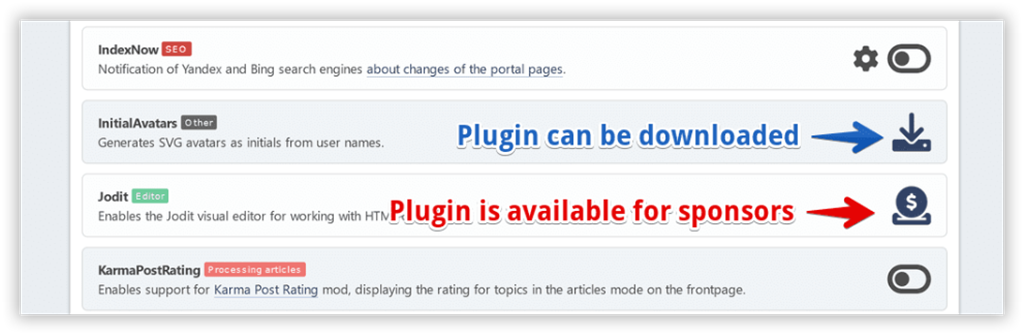 IndexNow SEO
Notification of Yandex and Bing search engines about changes of the portal pages.
InitialAvatars Other
Generates SVG avatars as initials from user names.
Plugin can be downloaded
Jodit Editor
Enables the Jodit visual editor for working with
Plugin is available for sponsors
KarmaPostRating Processing articles
Enables support for Karma Post Rating mod, displaying the rating for topics in the articles mode on the frontpage.